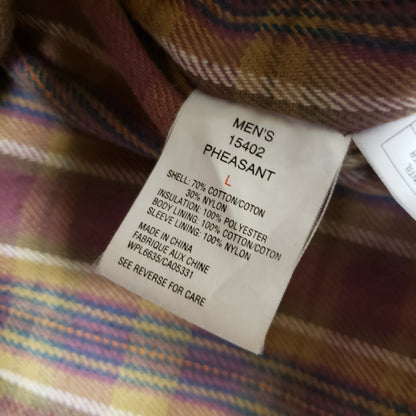 MEN'S
15402
PHEASANT
L
SHELL: 70% COTTON/COTON
30% NYLON
INSULATION: 100% POLYESTER
BODY LINING: 100% COTTON/COTON
SLEEVE LINING: 100% NYLON
MADE IN CHINA
FABRIQUE AUX CHINE
WPL6635/CA05331
SEE REVERSE FOR CARE